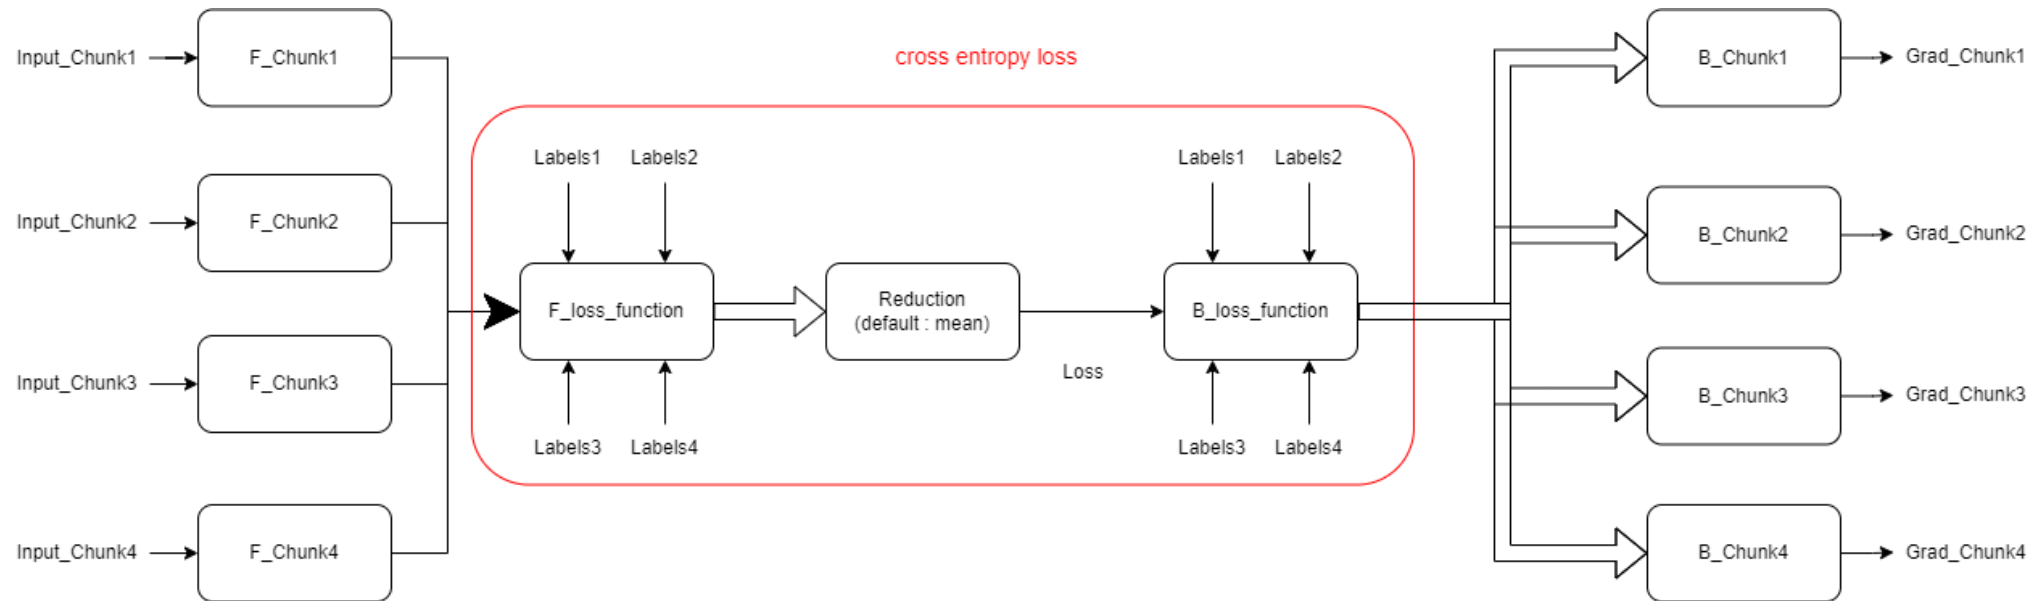 cross entropy loss
Input_Chunk1
F_Chunk1
Input_Chunk2
F_Chunk2
Input_Chunk3
F_Chunk3
Input_Chunk4
F_Chunk4
Labels1
Labels2
F_loss_function
Labels3
Labels4
Reduction
(default : mean)
Loss
Labels1
Labels2
B_loss_function
Labels3
Labels4
B_Chunk1
Grad_Chunk1
B_Chunk2
Grad_Chunk2
B_Chunk3
Grad_Chunk3
B_Chunk4
Grad_Chunk4